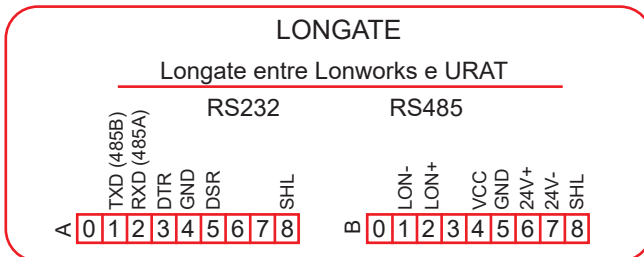 LONGATE
Longate entre Lonworks e URAT
RS232 RS485
TXD (485B) RXD (485A) DTR GND DSR SHL LON- LON+ VCC GND 24V+ 24V- SHL
A 0 1 2 3 4 5 6 7 8 B 0 1 2 3 4 5 6 7 8